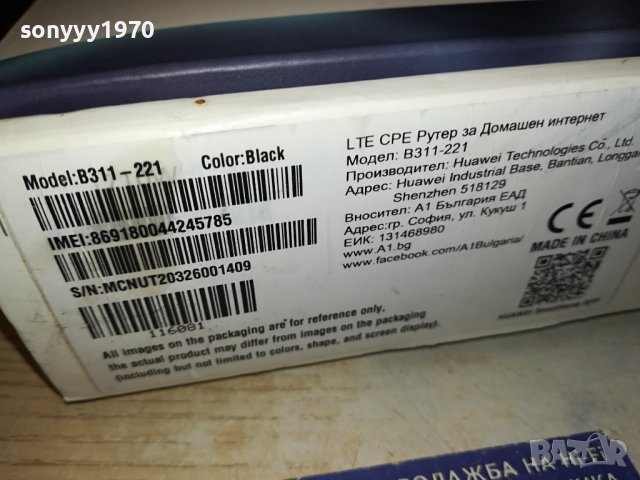 sonyyy1970
Model:B311-221 Color:Black
IMEI:869180044245785
S/N:MCNUT20326001409
116081
All images on the packaging are for reference only,
the actual product may differ from images on the packaging
(including but not limited to colors, shape, and screen display).
LTE CPE Рутер за Домашен интернет
Модел: B311-221
Производител: Huawei Technologies Co., Ltd.
Адрес: Huawei Industrial Base, Bantian, Longgang
Shenzhen 518129
Вносител: А1 България ЕАД
Адрес:гр. София, ул. Кукуш 1
ЕИК: 131468980
www.A1.bg
www.facebook.com/A1Bulgaria/
CE
MADE IN CHINA
BAZAR
ПРОДАЖБА НА